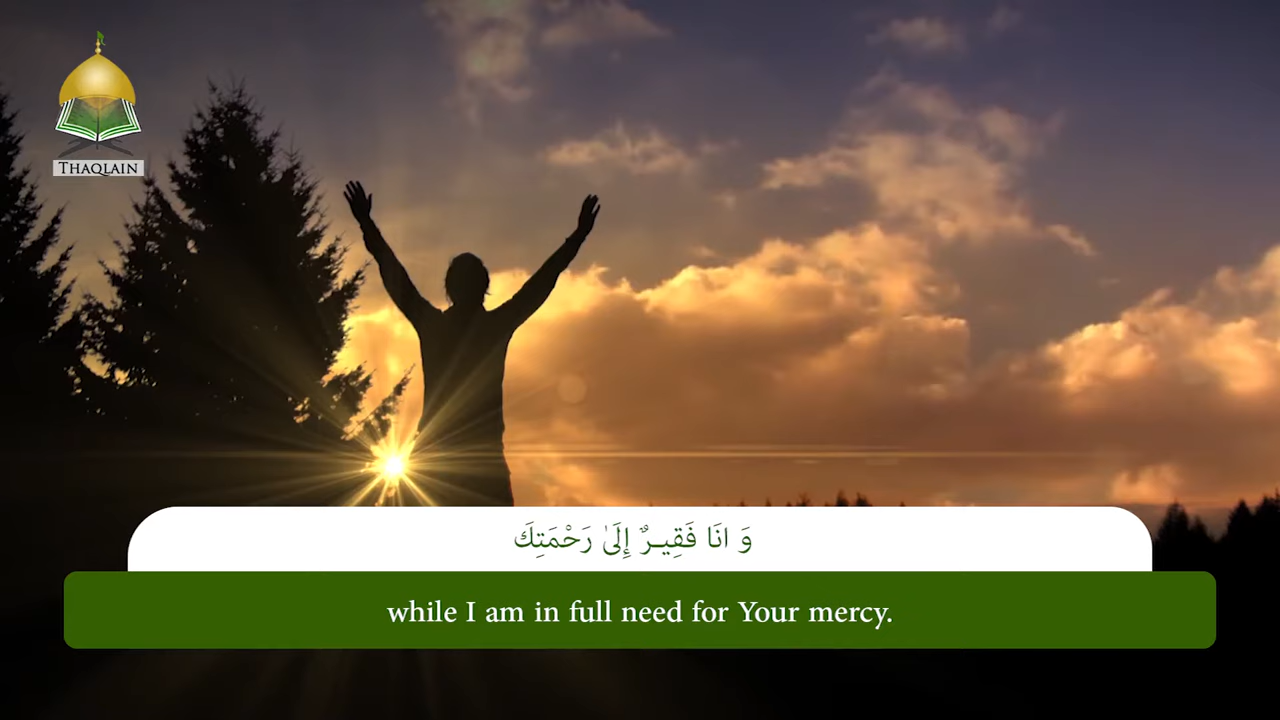 THAQLAIN
وَ انَا فَقِيـرٌ إِلَىٰ رَحْمَتِكَ
while I am in full need for Your mercy.